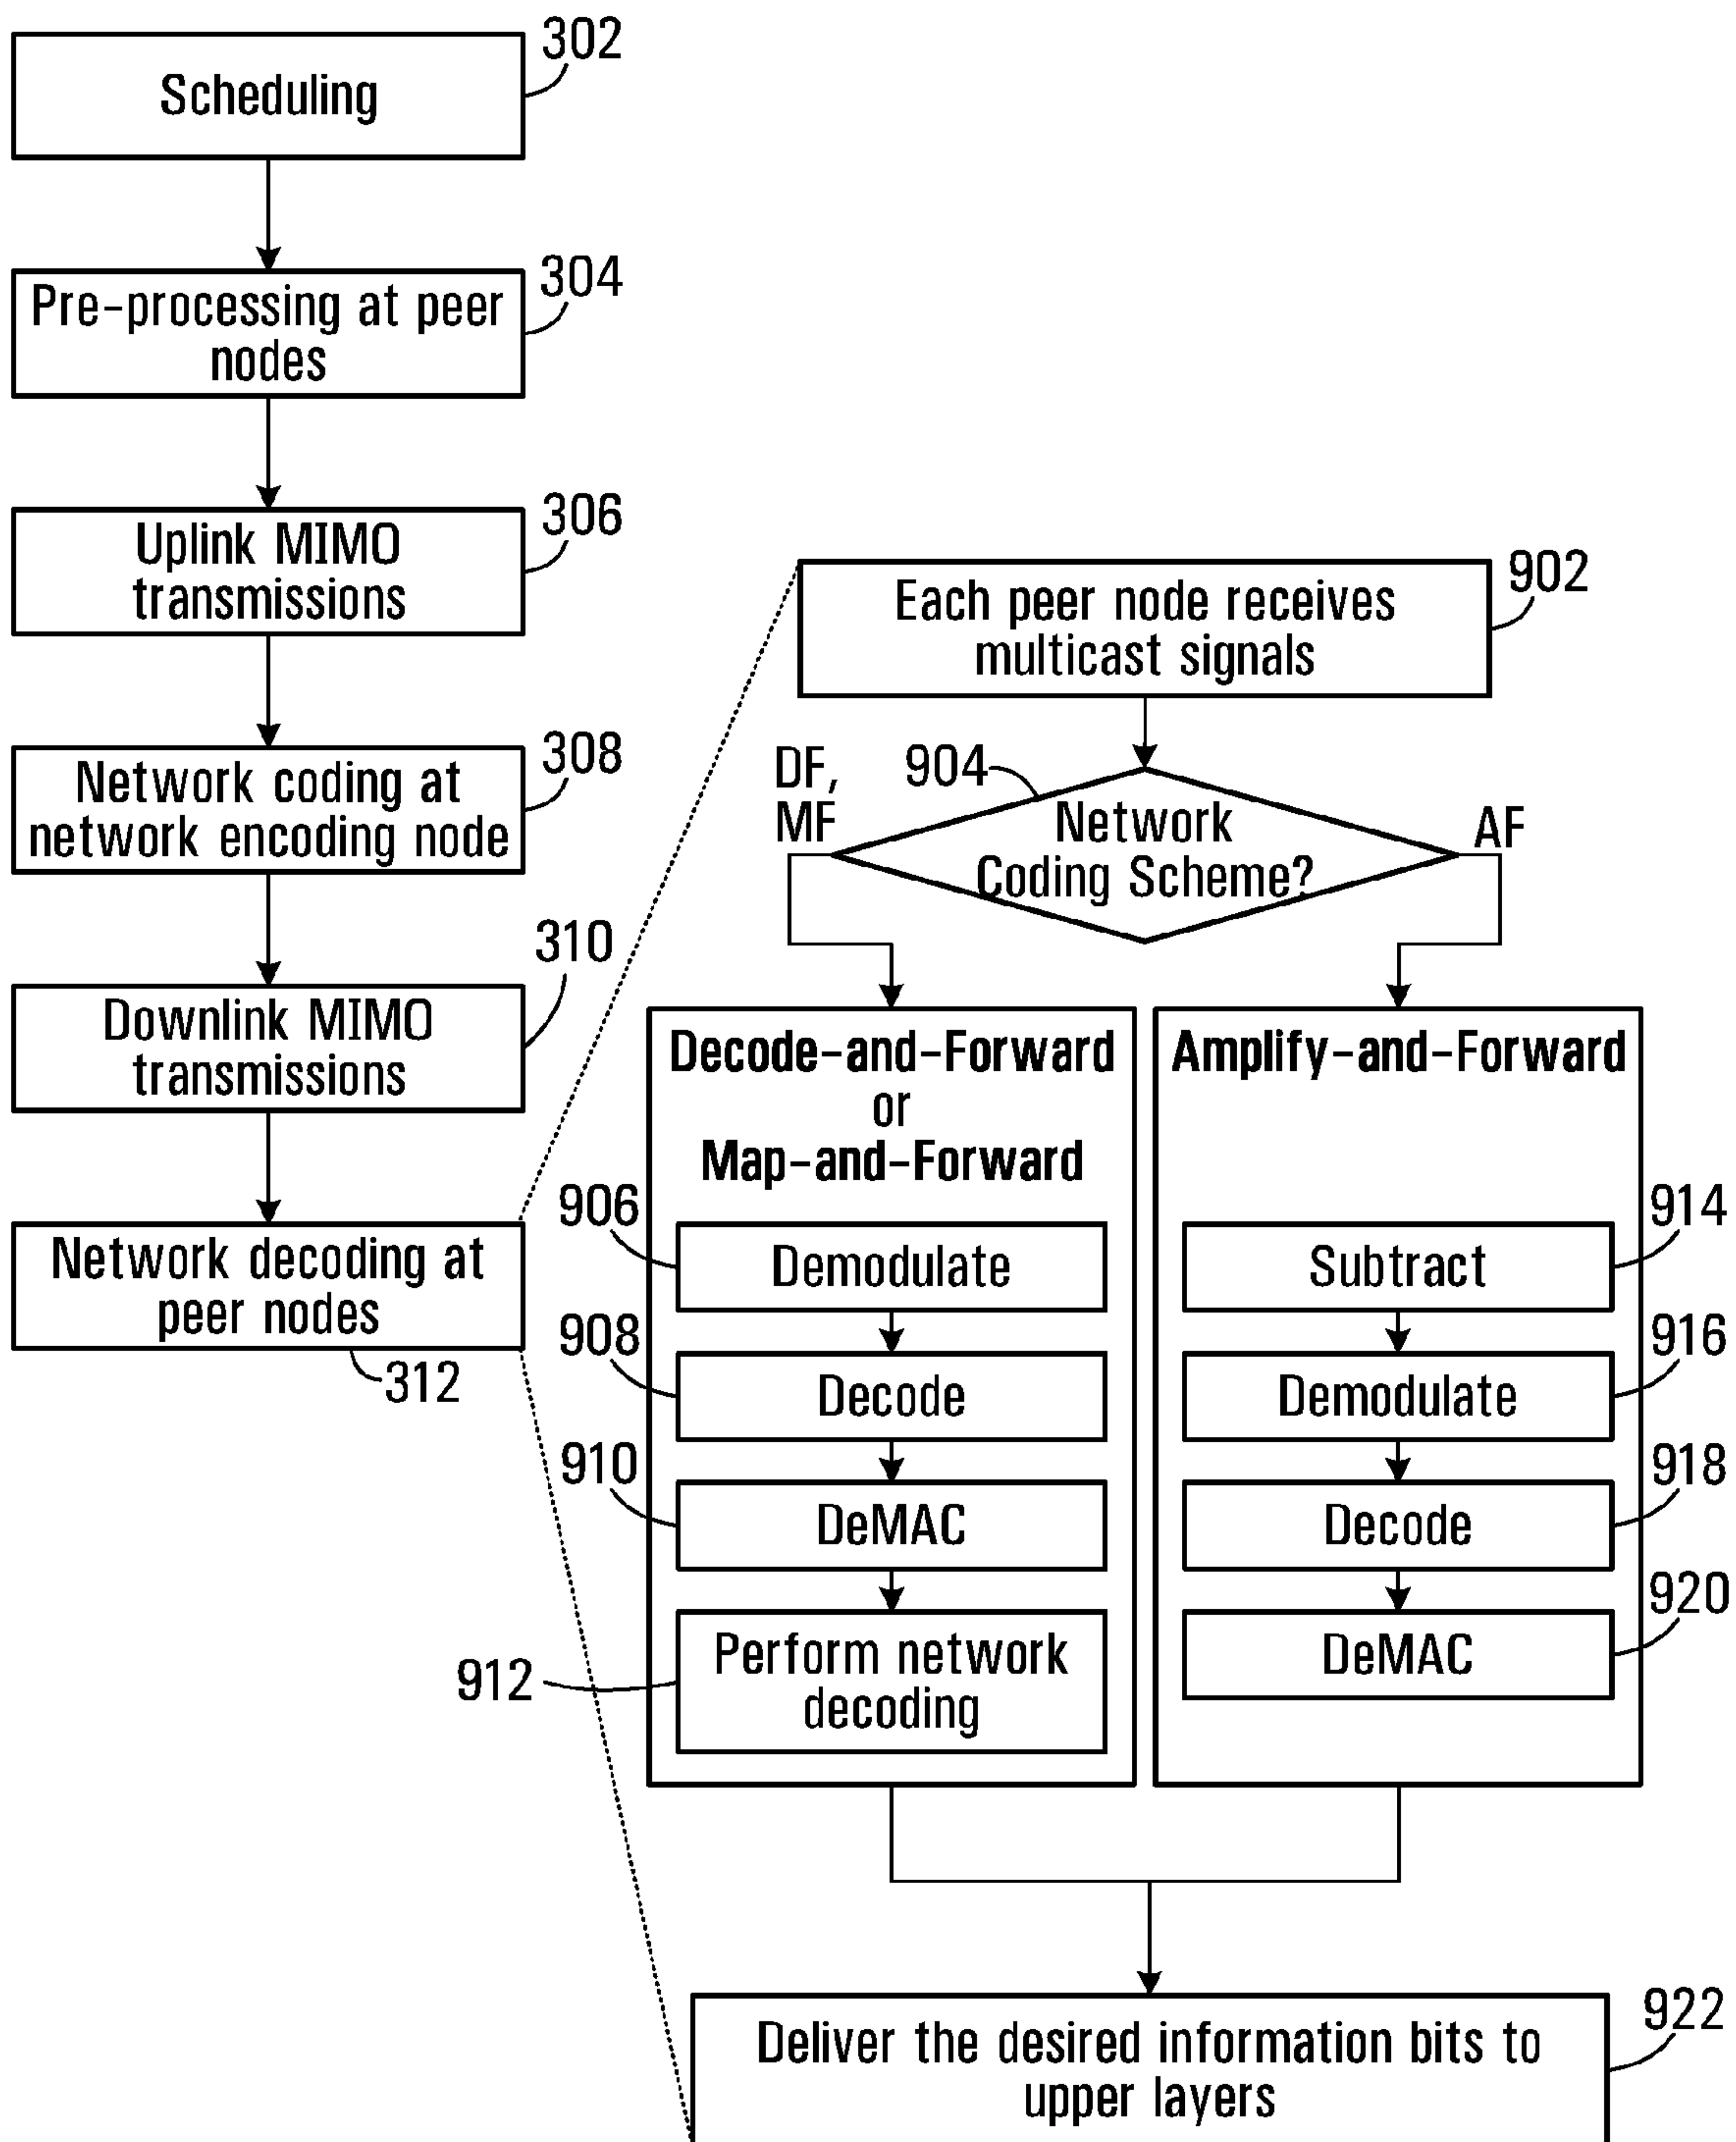 302
Scheduling
304
Pre-processing at peer
nodes
306
Uplink MIMO
transmissions
308
Network coding at
network encoding node
310
Downlink MIMO
transmissions
Network decoding at
peer nodes
312
902
Each peer node receives
multicast signals
904
DF,
MF
Network
Coding Scheme?
AF
Decode-and-Forward
or
Map-and-Forward
906
Demodulate
908
Decode
910
DeMAC
912
Perform network
decoding
Amplify-and-Forward
914
Subtract
916
Demodulate
918
Decode
920
DeMAC
922
Deliver the desired information bits to
upper layers